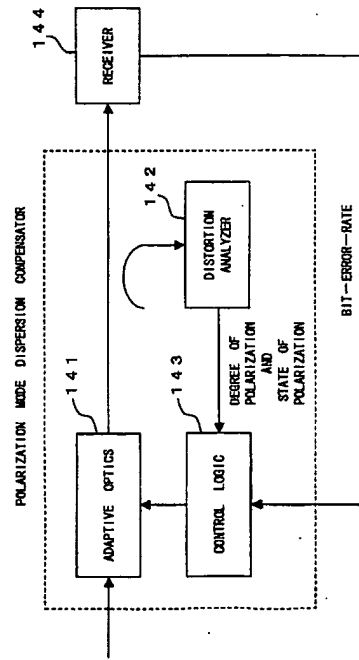 POLARIZATION MODE DISPERSION COMPENSATOR
141
ADAPTIVE OPTICS
144
RECEIVER
142
DISTORTION
ANALYZER
143
CONTROL LOGIC
DEGREE OF
POLARIZATION
AND
STATE OF
POLARIZATION
BIT-ERROR-RATE